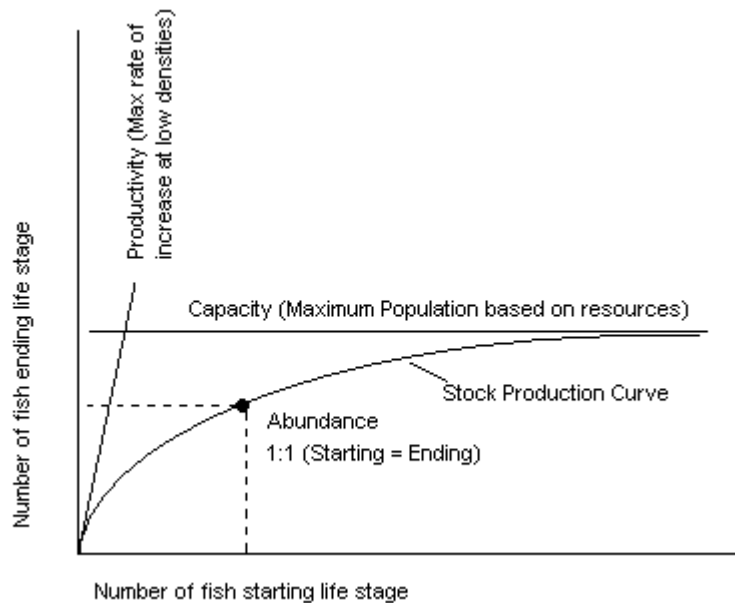 Productivity (Max rate of
increase at low densities)
Number of fish ending life stage
Capacity (Maximum Population based on resources)
Stock Production Curve
Abundance
1:1 (Starting = Ending)
Number of fish starting life stage